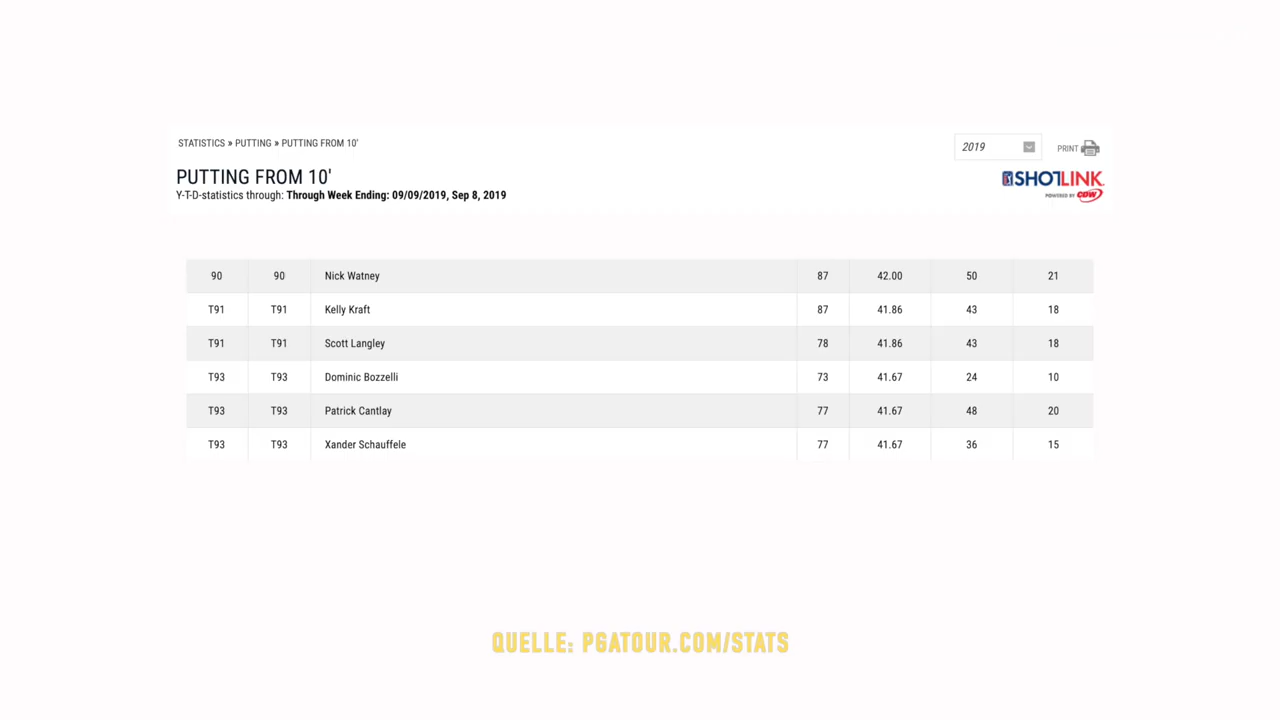 STATISTICS » PUTTING » PUTTING FROM 10'
2019
PRINT
PUTTING FROM 10'
SHOTLINK
Y-T-D-statistics through: Through Week Ending: 09/09/2019, Sep 8, 2019
POWERED BY CDW
90 90 Nick Watney 87 42.00 50 21
T91 T91 Kelly Kraft 87 41.86 43 18
T91 T91 Scott Langley 78 41.86 43 18
T93 T93 Dominic Bozzelli 73 41.67 24 10
T93 T93 Patrick Cantlay 77 41.67 48 20
T93 T93 Xander Schauffele 77 41.67 36 15
QUELLE: PGATOUR.COM/STATS